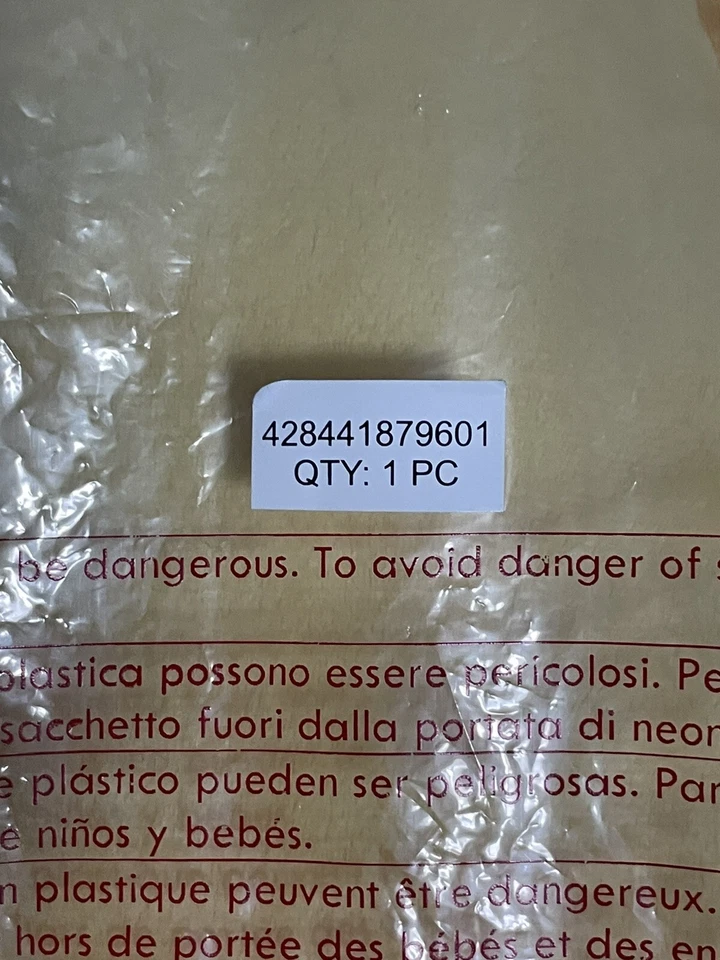 428441879601
QTY: 1 PC
be dangerous. To avoid danger of
plastica possono essere pericolosi. Pe
sacchetto fuori dalla portata di neon
e plástico pueden ser peligrosas. Par
e niños y bebés.
n plastique peuvent être dangereux.
hors de portée des bébés et des en